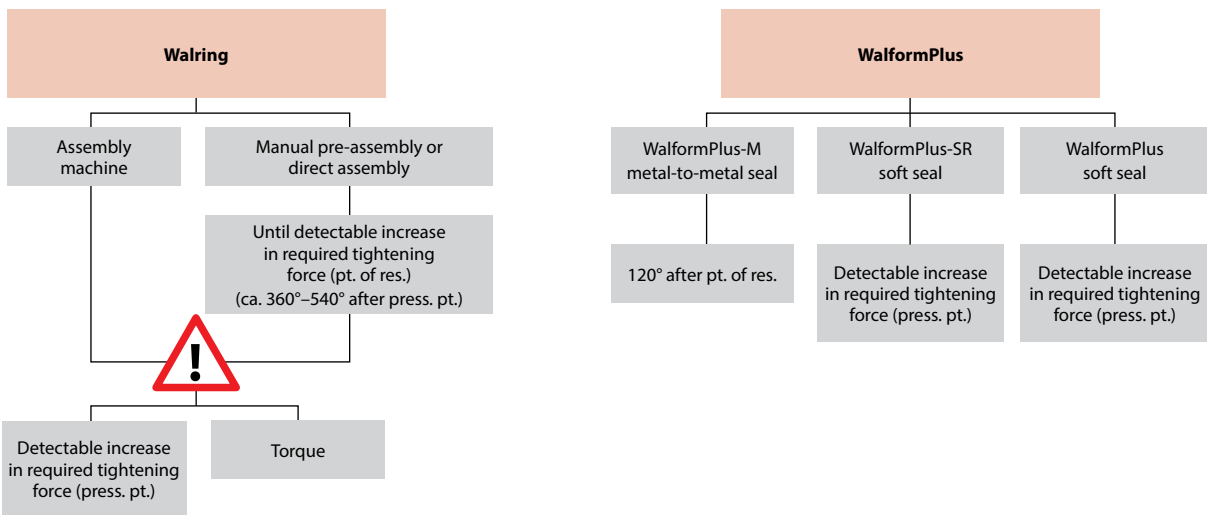 Walring
Assembly
machine
Manual pre-assembly or
direct assembly
Until detectable increase
in required tightening
force (pt. of res.)
(ca. 360°–540° after press. pt.)
!
Detectable increase
in required tightening
force (press. pt.)
Torque
WalformPlus
WalformPlus-M
metal-to-metal seal
WalformPlus-SR
soft seal
WalformPlus
soft seal
120° after pt. of res.
Detectable increase
in required tightening
force (press. pt.)
Detectable increase
in required tightening
force (press. pt.)